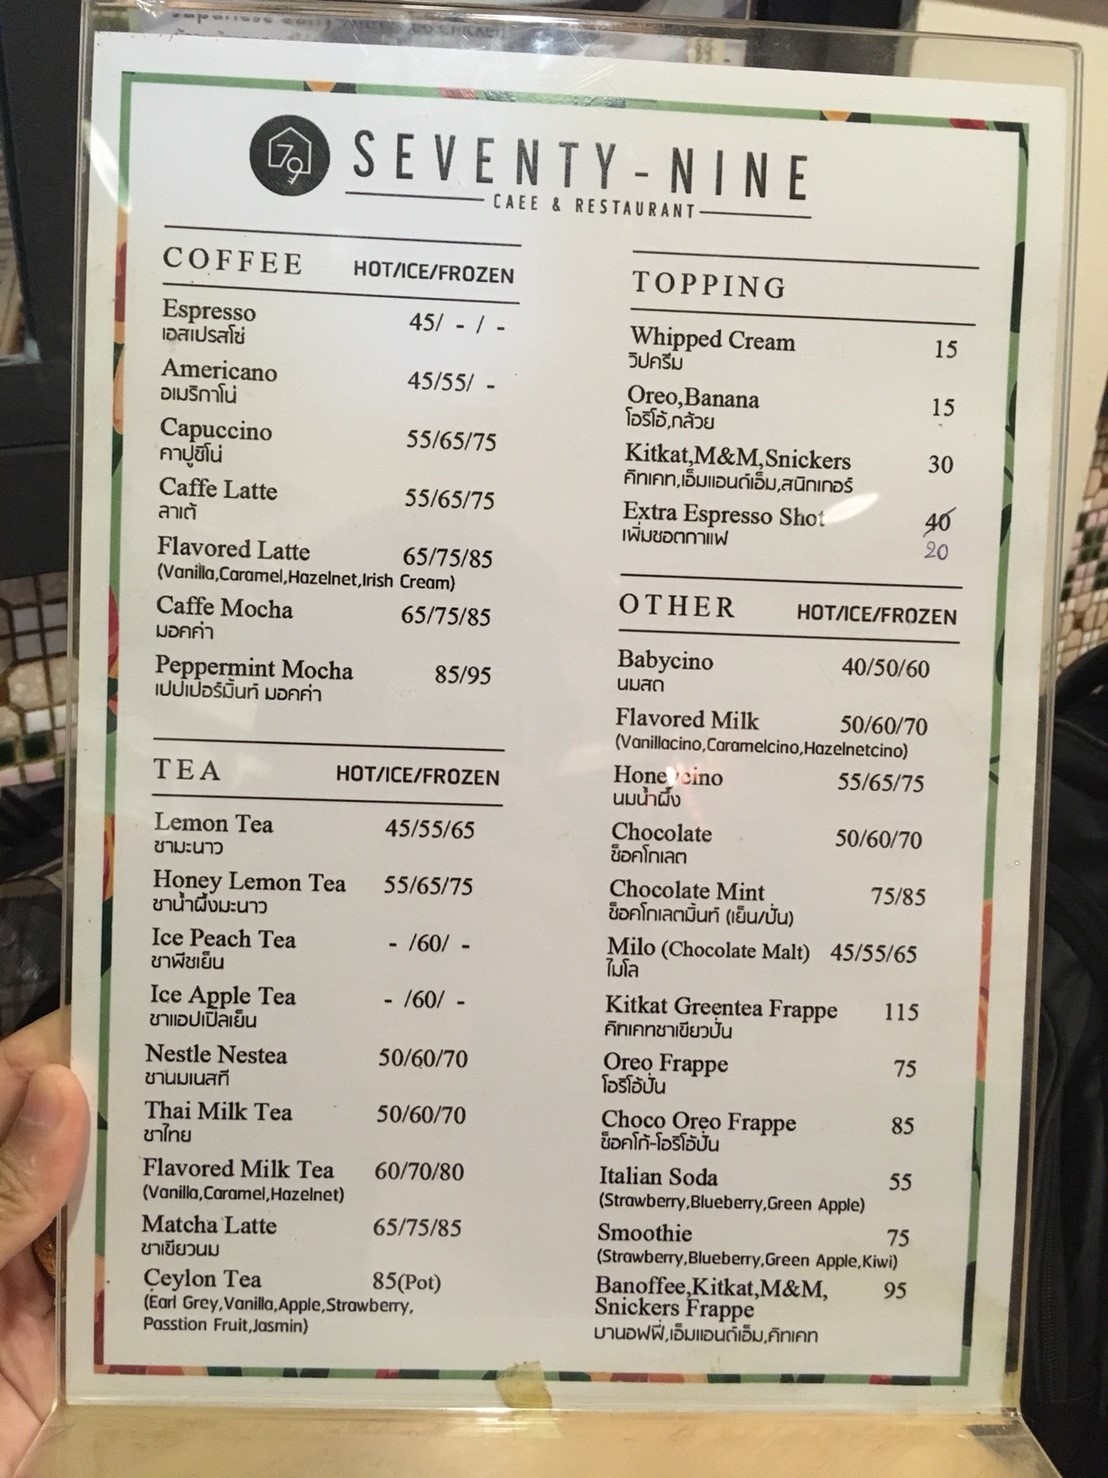 79
SEVENTY-NINE
CAEE & RESTAURANT
COFFEE HOT/ICE/FROZEN
Espresso 45/ - / -
เอสเปรสโซ่
Americano 45/55/ -
อเมริกาโน่
Capuccino 55/65/75
คาปูชิโน่
Caffe Latte 55/65/75
ลาเต้
Flavored Latte 65/75/85
(Vanilla,Caramel,Hazelnet,Irish Cream)
Caffe Mocha 65/75/85
มอคค่า
Peppermint Mocha 85/95
เปปเปอร์มิ้นท์ มอคค่า
TEA HOT/ICE/FROZEN
Lemon Tea 45/55/65
ชามะนาว
Honey Lemon Tea 55/65/75
ชาน้ำผึ้งมะนาว
Ice Peach Tea - /60/ -
ชาพีชเย็น
Ice Apple Tea - /60/ -
ชาแอปเปิ้ลเย็น
Nestle Nestea 50/60/70
ชานมเนสที
Thai Milk Tea 50/60/70
ชาไทย
Flavored Milk Tea 60/70/80
(Vanilla,Caramel,Hazelnet)
Matcha Latte 65/75/85
ชาเขียวนม
Ceylon Tea 85(Pot)
(Earl Grey,Vanilla,Apple,Strawberry,
Passtion Fruit,Jasmin)
TOPPING
Whipped Cream 15
วิปครีม
Oreo,Banana 15
โอรีโอ้,กล้วย
Kitkat,M&M,Snickers 30
คิทเคท,เอ็มแอนด์เอ็ม,สนิกเกอร์
Extra Espresso Shot 40
เพิ่มชอตกาแฟ 20
OTHER HOT/ICE/FROZEN
Babycino 40/50/60
นมสด
Flavored Milk 50/60/70
(Vanillacino,Caramelcino,Hazelnetcino)
Honeycino 55/65/75
นมน้ำผึ้ง
Chocolate 50/60/70
ช็อคโกเลต
Chocolate Mint 75/85
ช็อคโกเลตมิ้นท์ (เย็น/ปั่น)
Milo (Chocolate Malt) 45/55/65
ไมโล
Kitkat Greentea Frappe 115
คิทเคทชาเขียวปั่น
Oreo Frappe 75
โอรีโอ้ปั่น
Choco Oreo Frappe 85
ช็อคโก้-โอริโอ้ปั่น
Italian Soda 55
(Strawberry,Blueberry,Green Apple)
Smoothie 75
(Strawberry,Blueberry,Green Apple,Kiwi)
Banoffee,Kitkat,M&M, 95
Snickers Frappe
บานอฟฟี่,เอ็มแอนด์เอ็ม,คิทเคท